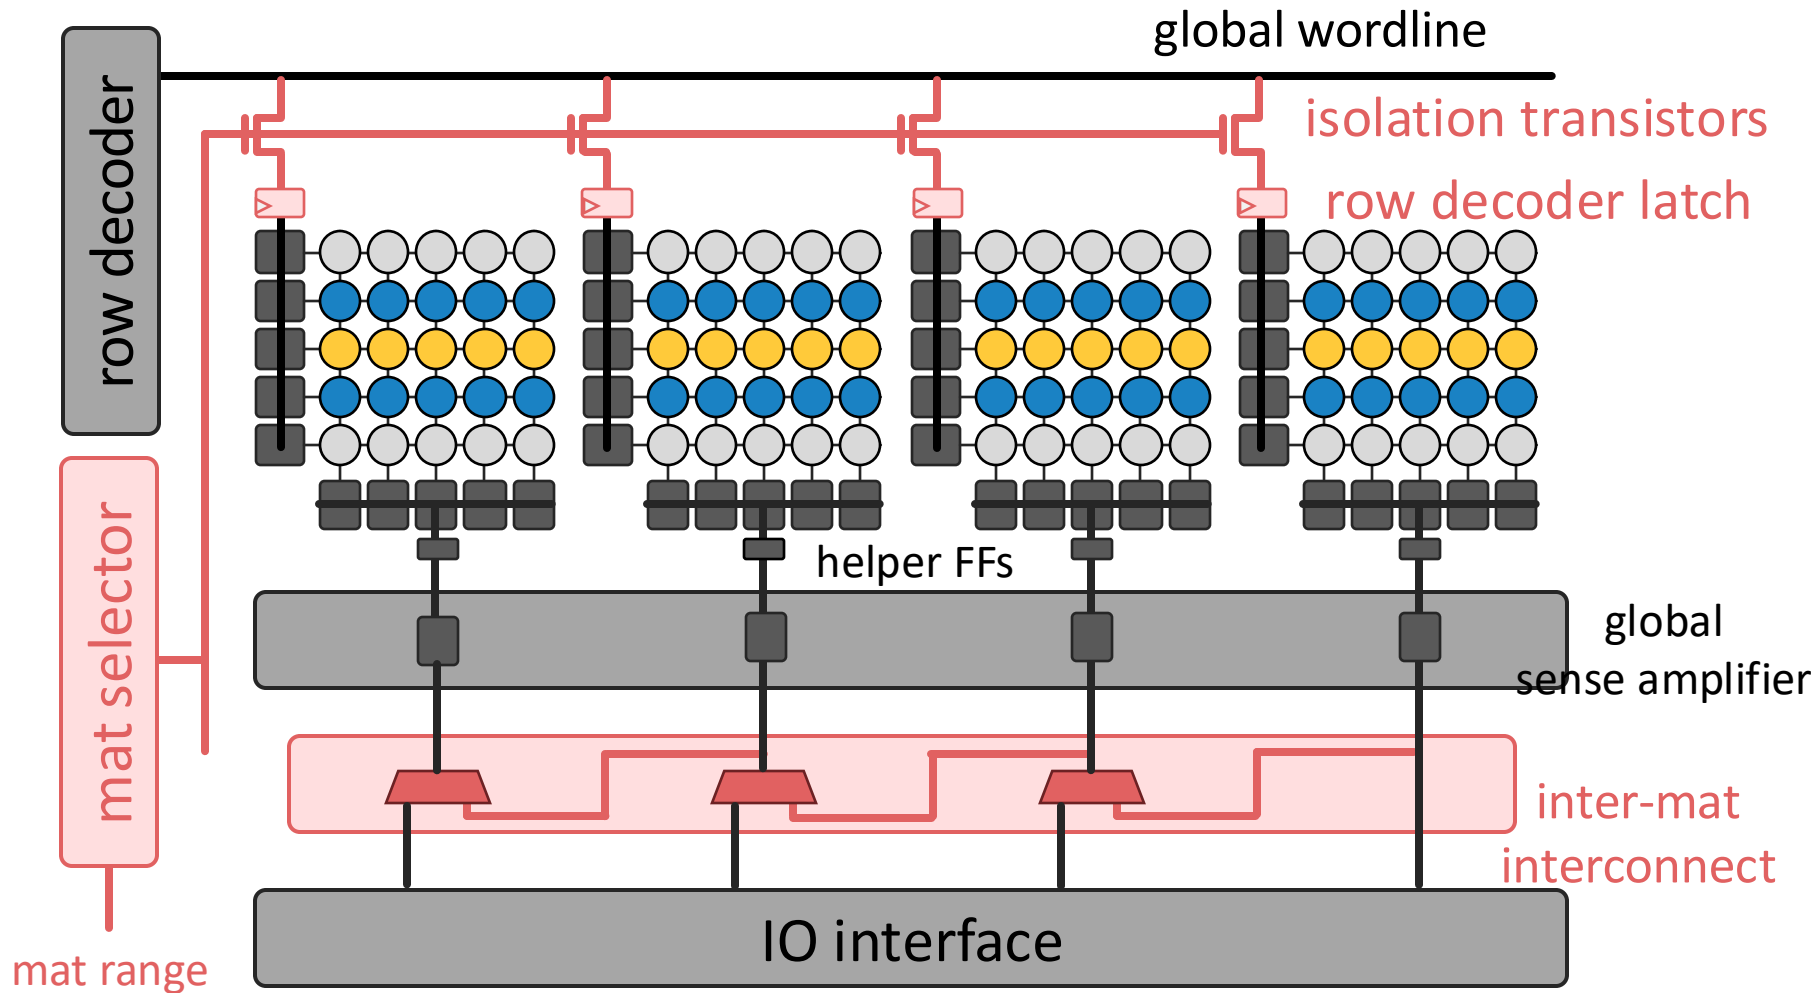 global wordline
row decoder
isolation transistors
row decoder latch
mat selector
helper FFs
global
sense amplifier
inter-mat
interconnect
IO interface
mat range